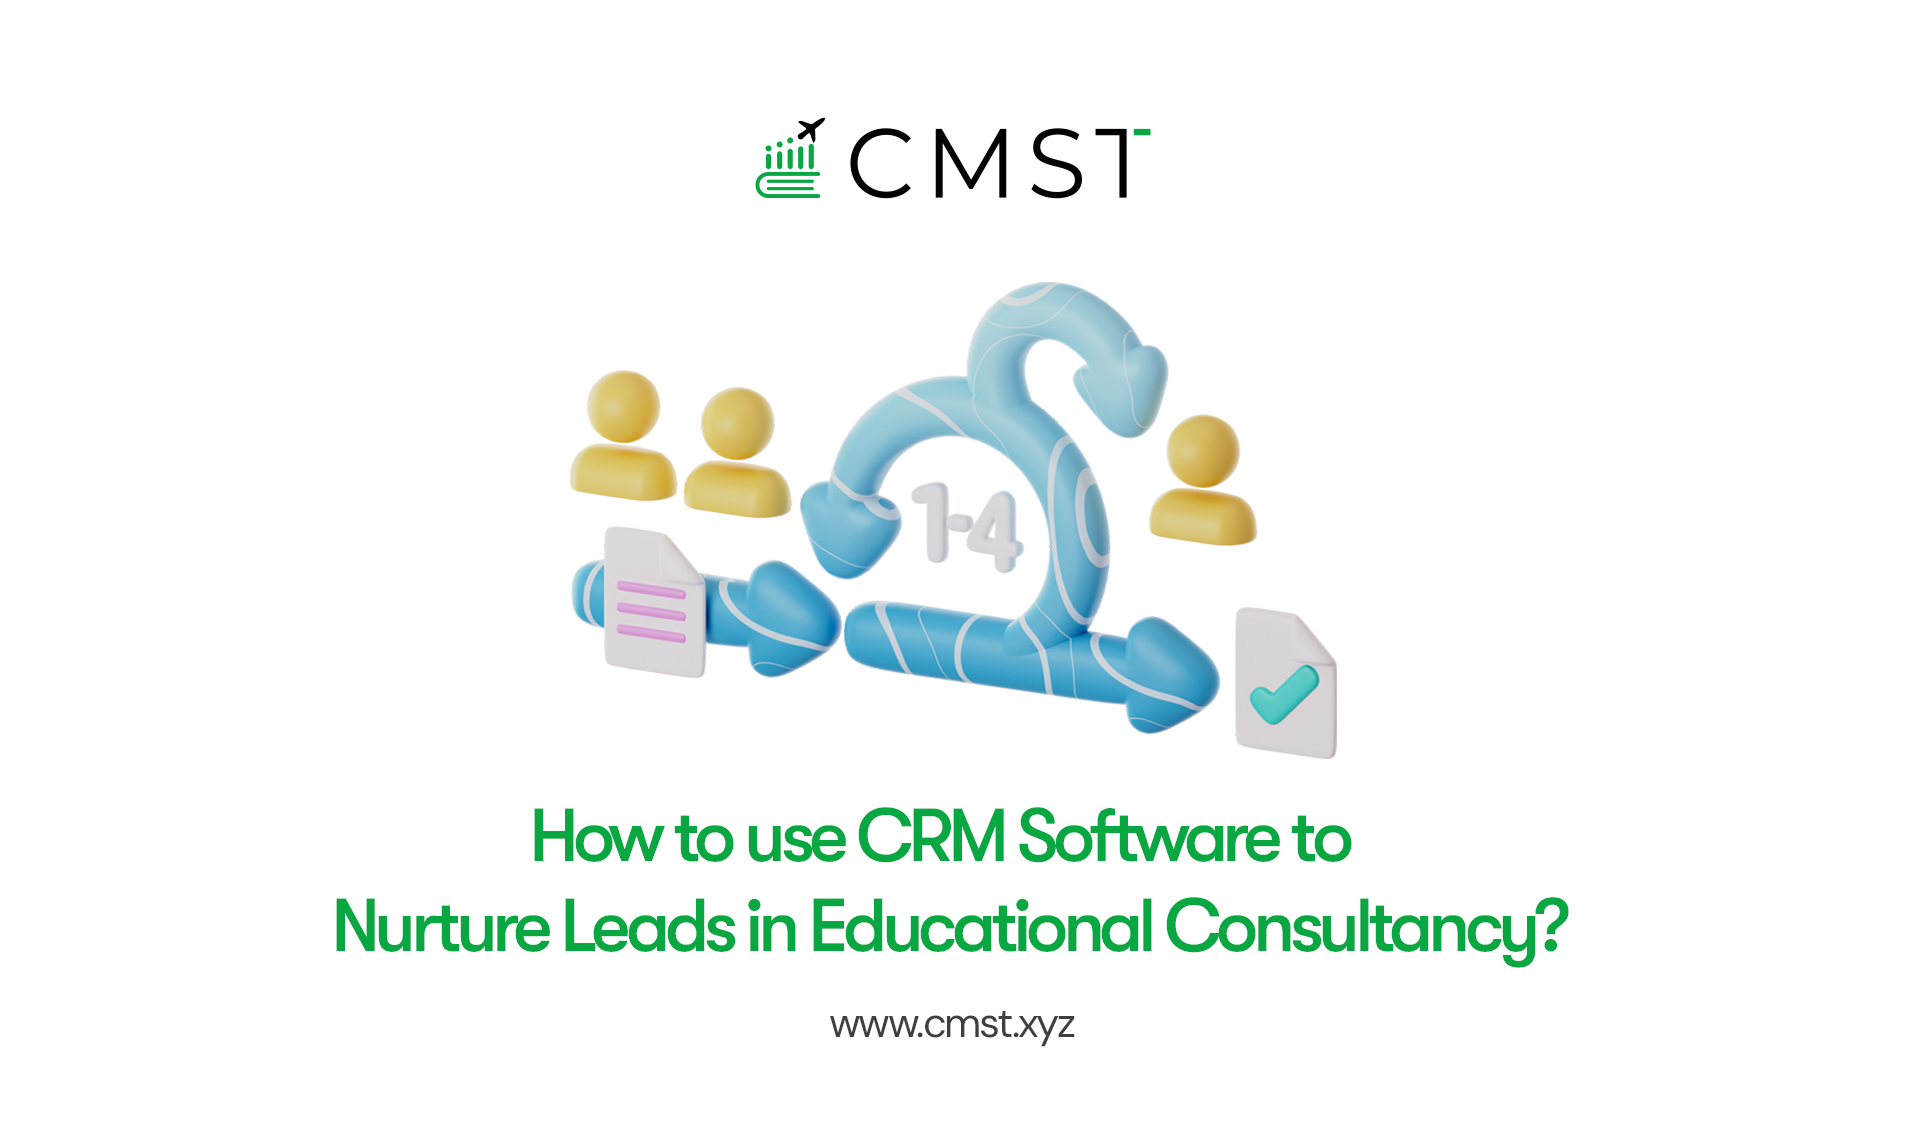 CMST
1-4
How to use CRM Software to
Nurture Leads in Educational Consultancy?
www.cmst.xyz